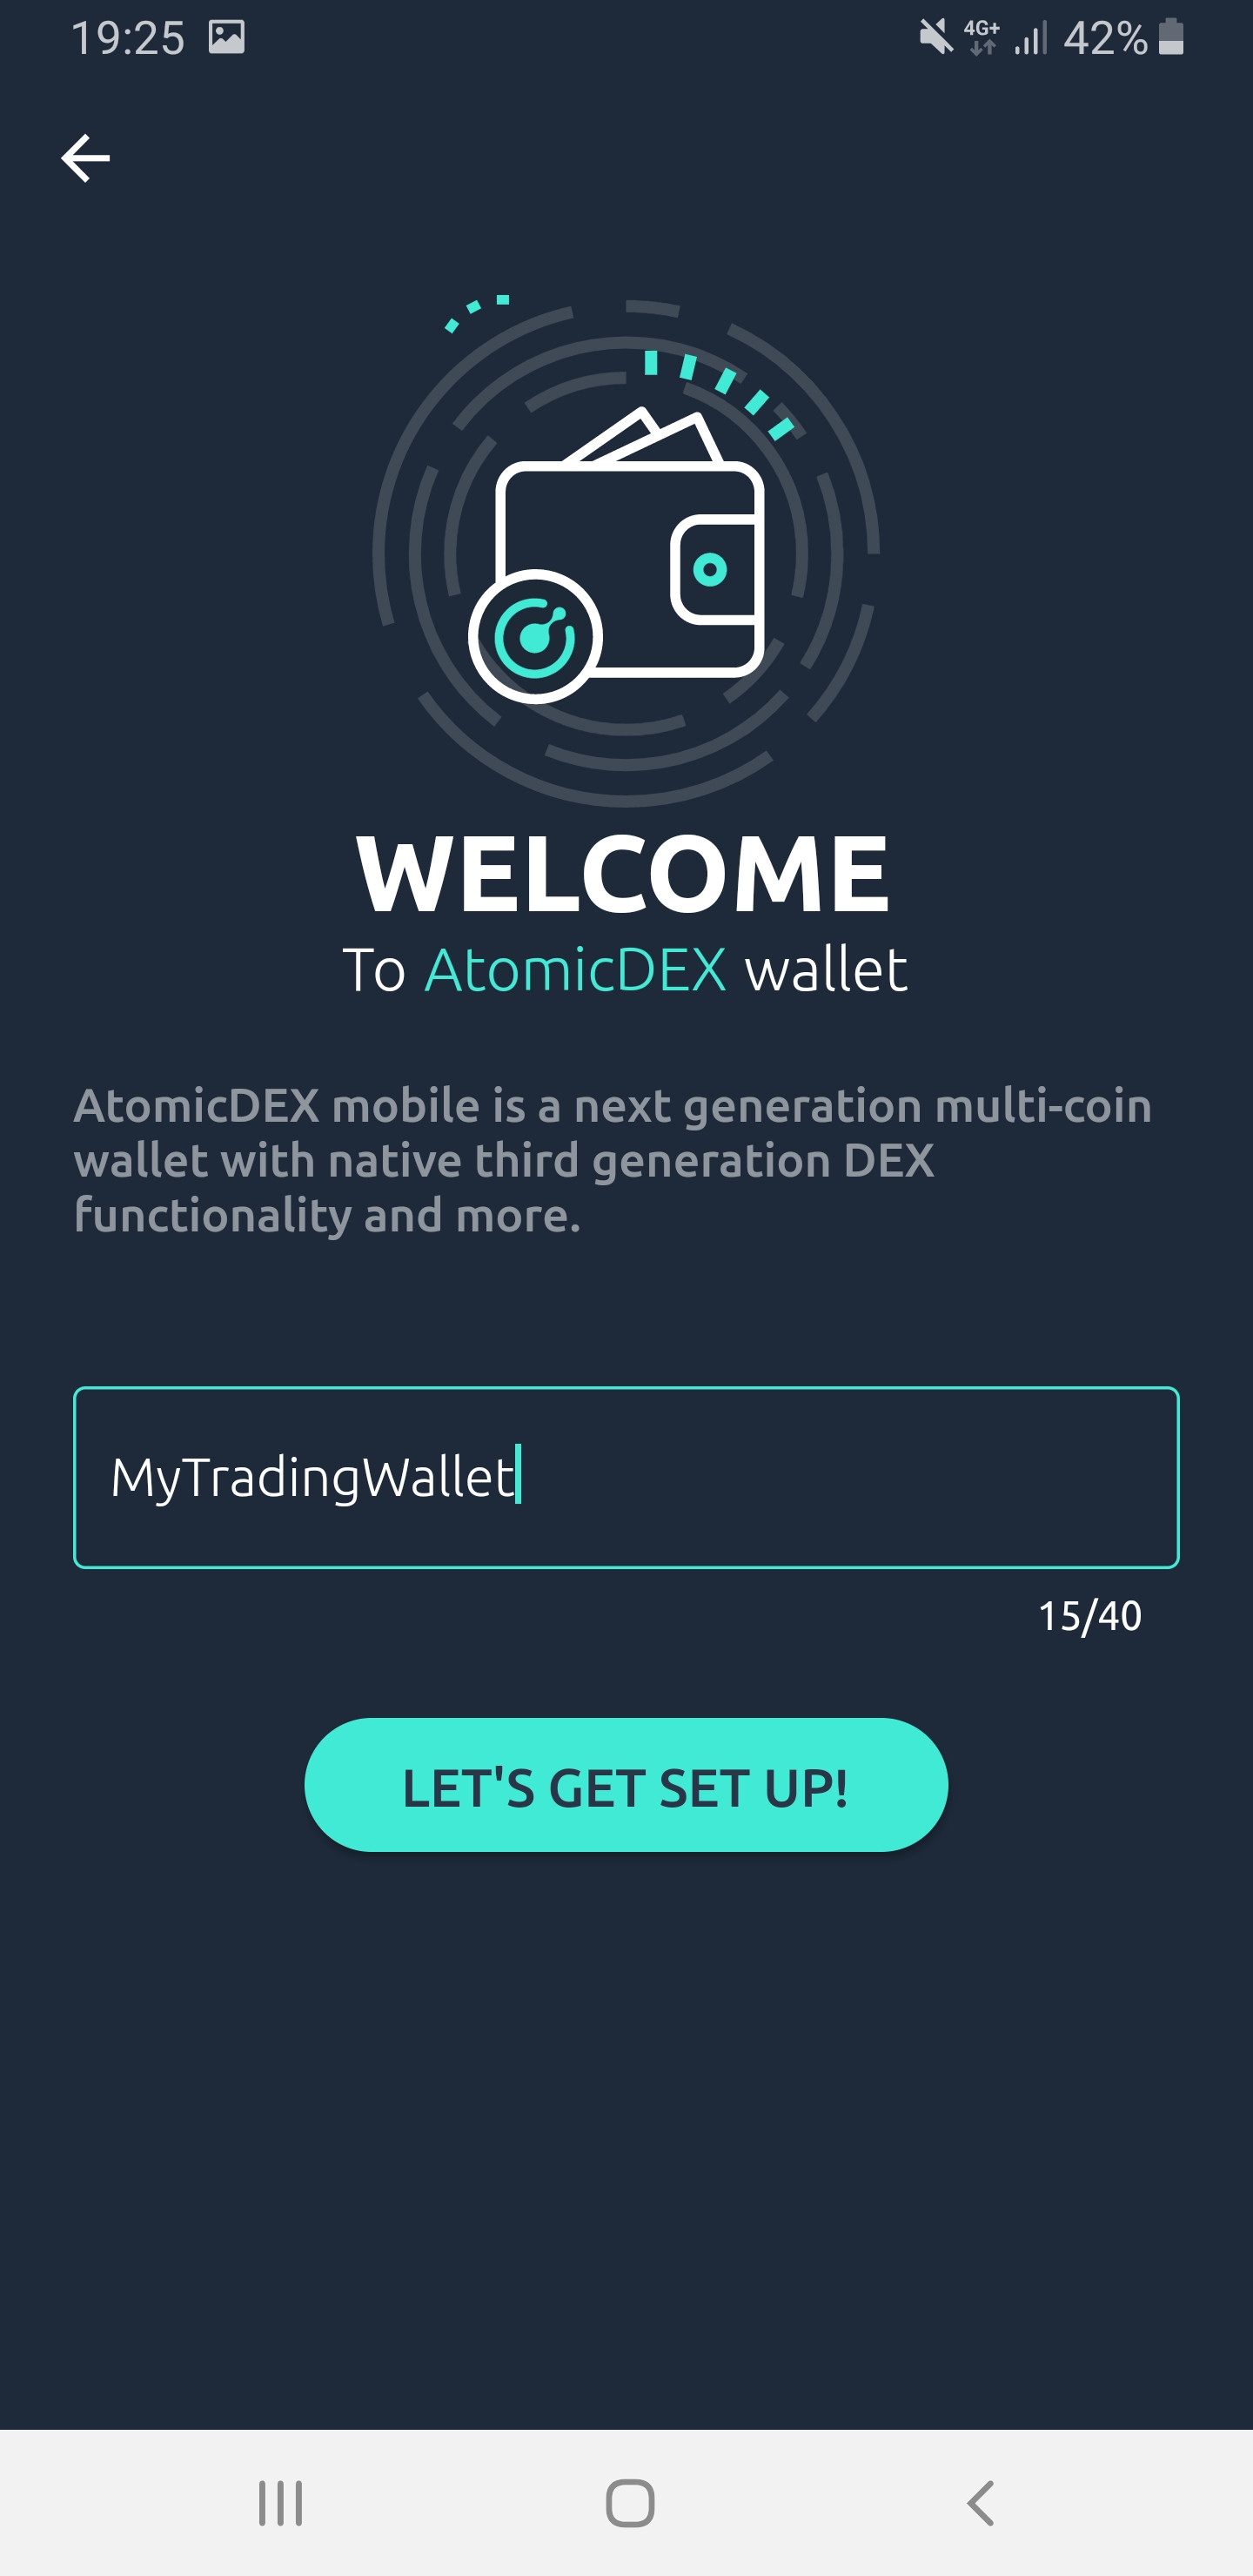 19:25
4G+
42%
WELCOME
To AtomicDEX wallet
AtomicDEX mobile is a next generation multi-coin
wallet with native third generation DEX
functionality and more.
MyTradingWallet
15/40
LET'S GET SET UP!